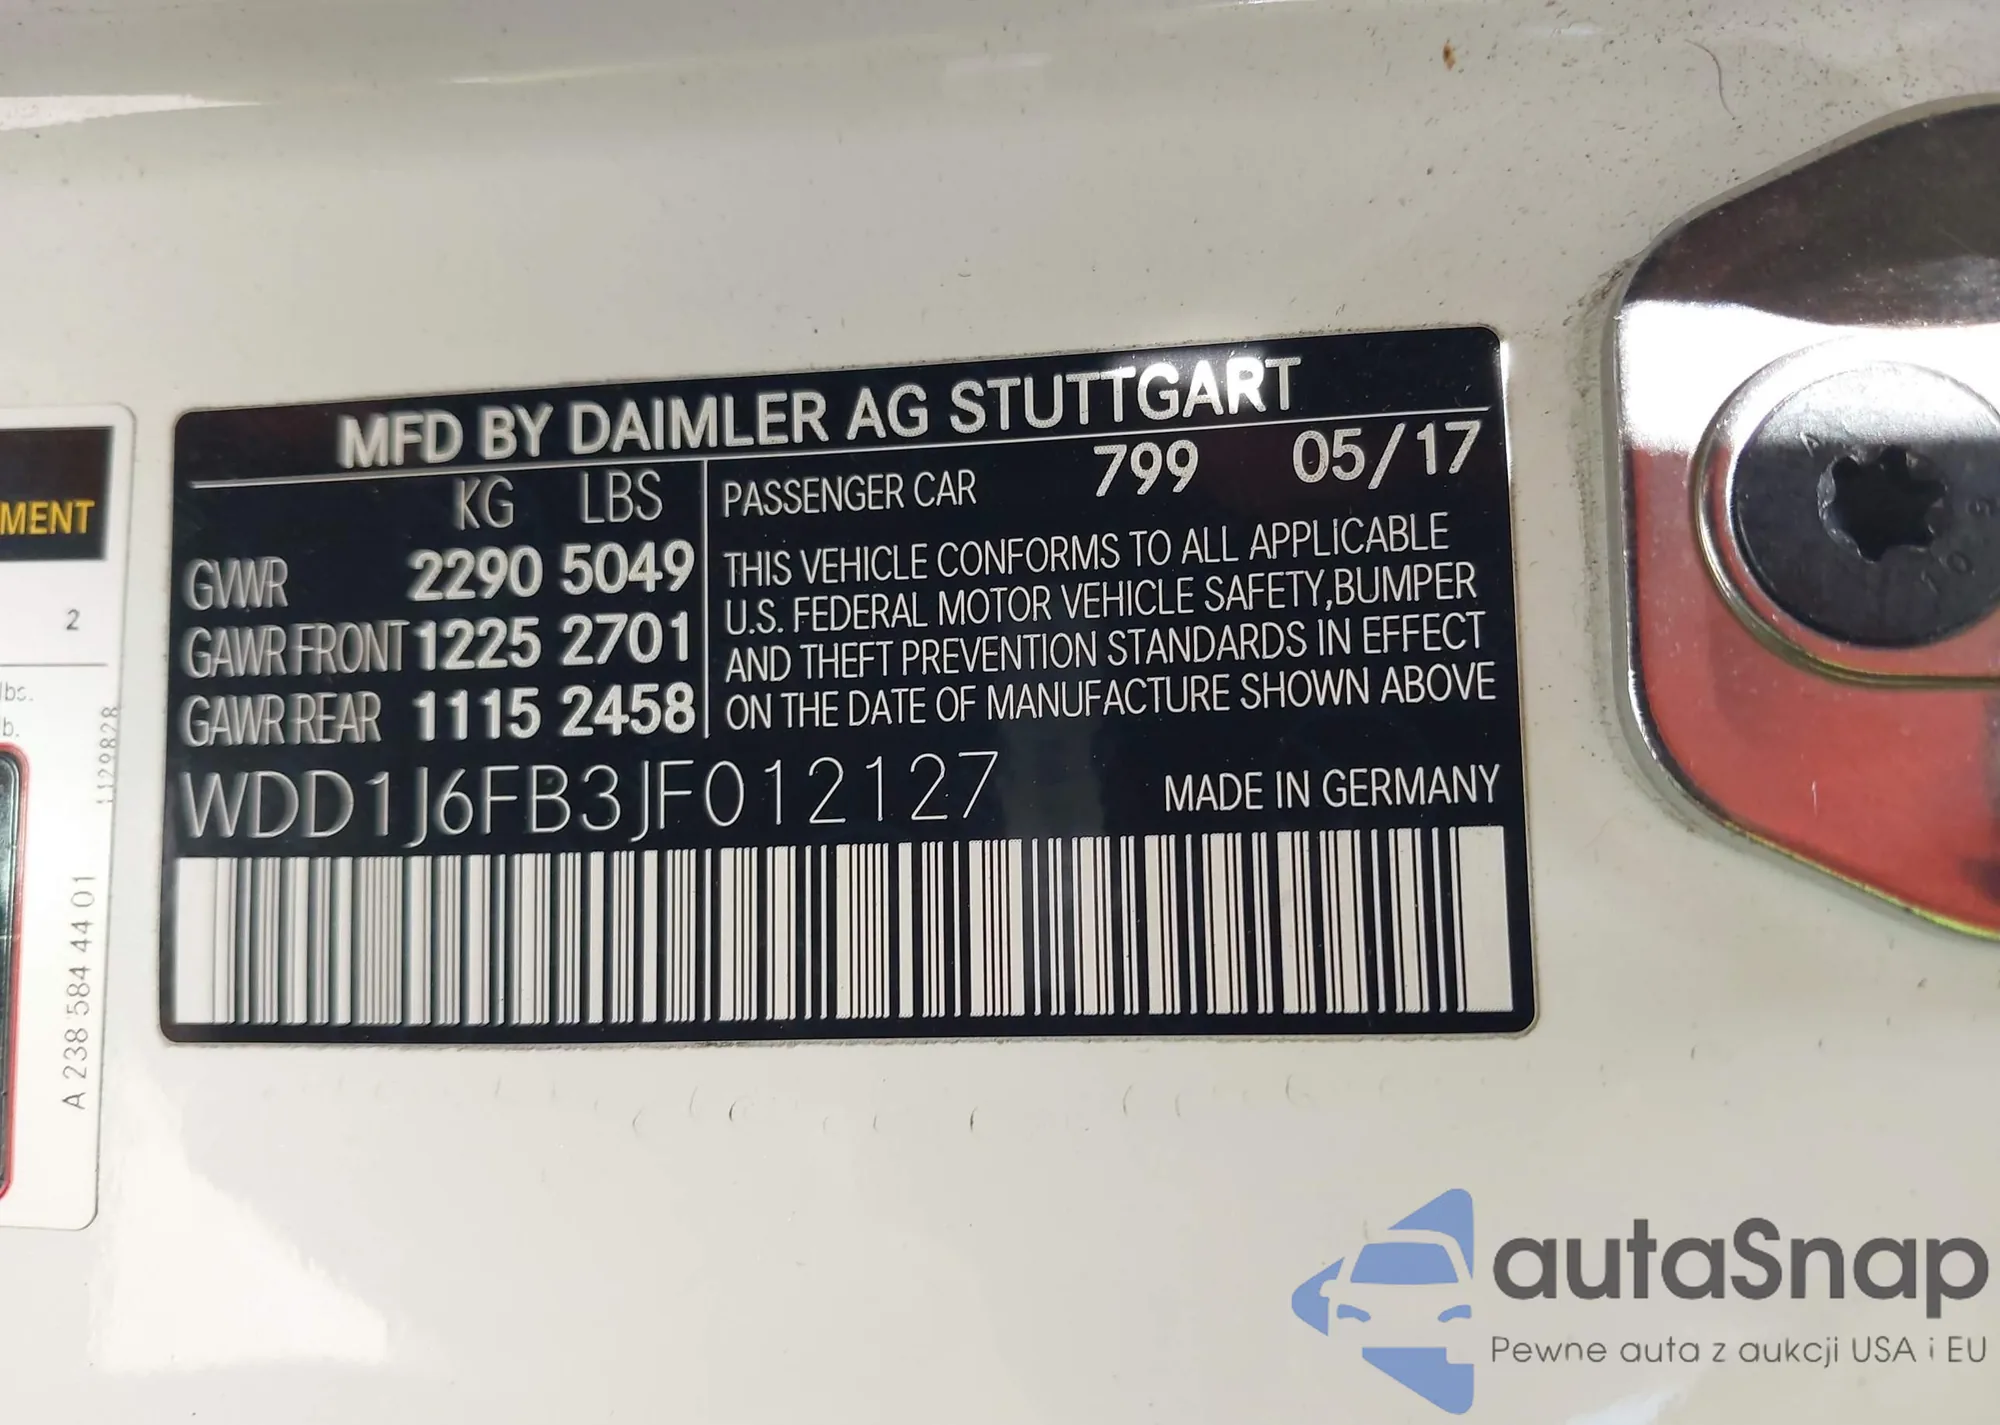 MFD BY DAIMLER AG STUTTGART
KG LBS
GVWR 2290 5049
GAWR FRONT 1225 2701
GAWR REAR 1115 2458
PASSENGER CAR 799 05/17
THIS VEHICLE CONFORMS TO ALL APPLICABLE
U.S. FEDERAL MOTOR VEHICLE SAFETY,BUMPER
AND THEFT PREVENTION STANDARDS IN EFFECT
ON THE DATE OF MANUFACTURE SHOWN ABOVE
WDD1J6FB3JF012127 MADE IN GERMANY
MENT
2
lbs.
b.
1129828
A 238 584 44 01
autaSnap
Pewne auta z aukcji USA i EU